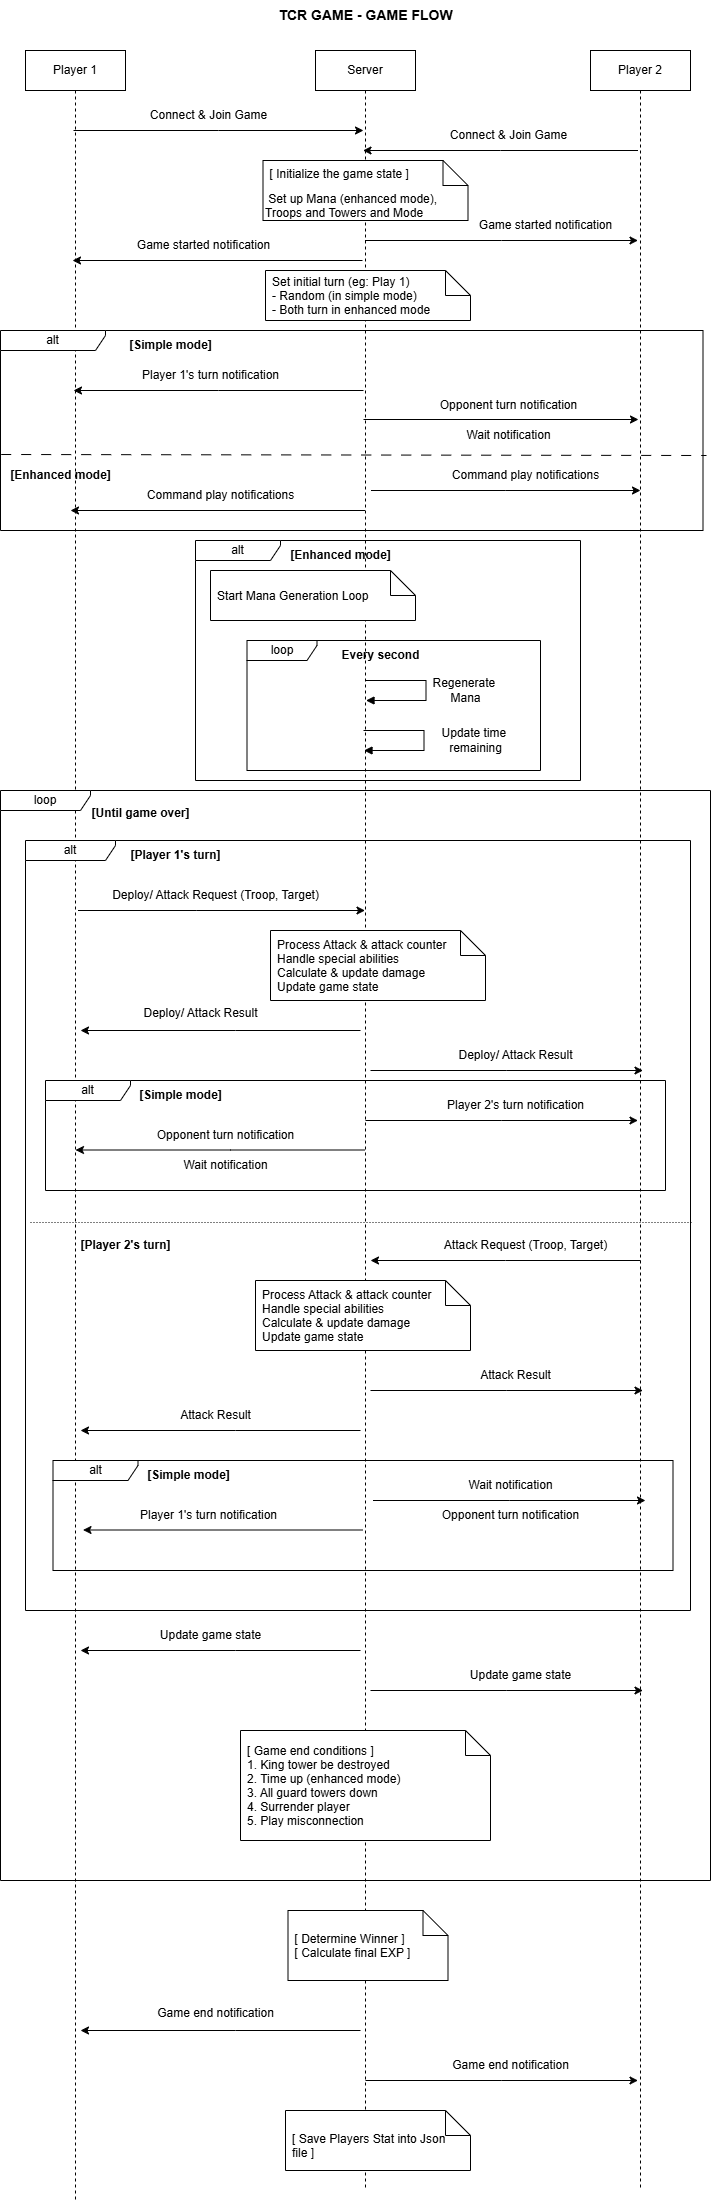 TCR GAME - GAME FLOW
Player 1
Server
Player 2
Connect & Join Game
Connect & Join Game
[ Initialize the game state ]
Set up Mana (enhanced mode),
Troops and Towers and Mode
Game started notification
Game started notification
Set initial turn (eg: Play 1)
- Random (in simple mode)
- Both turn in enhanced mode
alt
[Simple mode]
Player 1's turn notification
Opponent turn notification
Wait notification
[Enhanced mode]
Command play notifications
Command play notifications
alt
[Enhanced mode]
Start Mana Generation Loop
loop
Every second
Regenerate
Mana
Update time
remaining
loop
[Until game over]
alt
[Player 1's turn]
Deploy/ Attack Request (Troop, Target)
Process Attack & attack counter
Handle special abilities
Calculate & update damage
Update game state
Deploy/ Attack Result
Deploy/ Attack Result
alt
[Simple mode]
Player 2's turn notification
Opponent turn notification
Wait notification
[Player 2's turn]
Attack Request (Troop, Target)
Process Attack & attack counter
Handle special abilities
Calculate & update damage
Update game state
Attack Result
Attack Result
alt
[Simple mode]
Wait notification
Player 1's turn notification
Opponent turn notification
Update game state
Update game state
[ Game end conditions ]
1. King tower be destroyed
2. Time up (enhanced mode)
3. All guard towers down
4. Surrender player
5. Play misconnection
[ Determine Winner ]
[ Calculate final EXP ]
Game end notification
Game end notification
[ Save Players Stat into Json
file ]